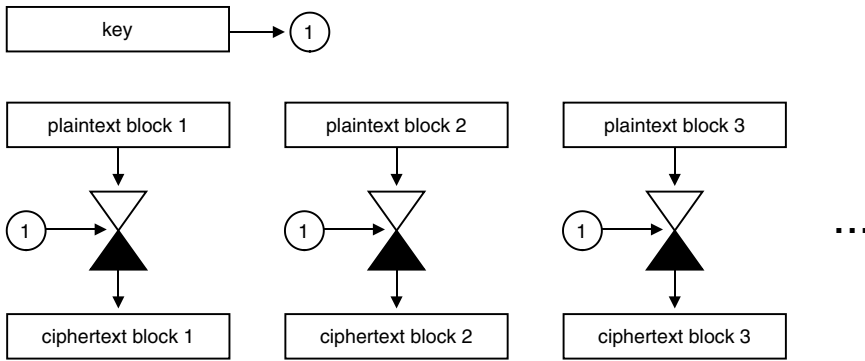 key
1
plaintext block 1
plaintext block 2
plaintext block 3
1
1
1
...
ciphertext block 1
ciphertext block 2
ciphertext block 3